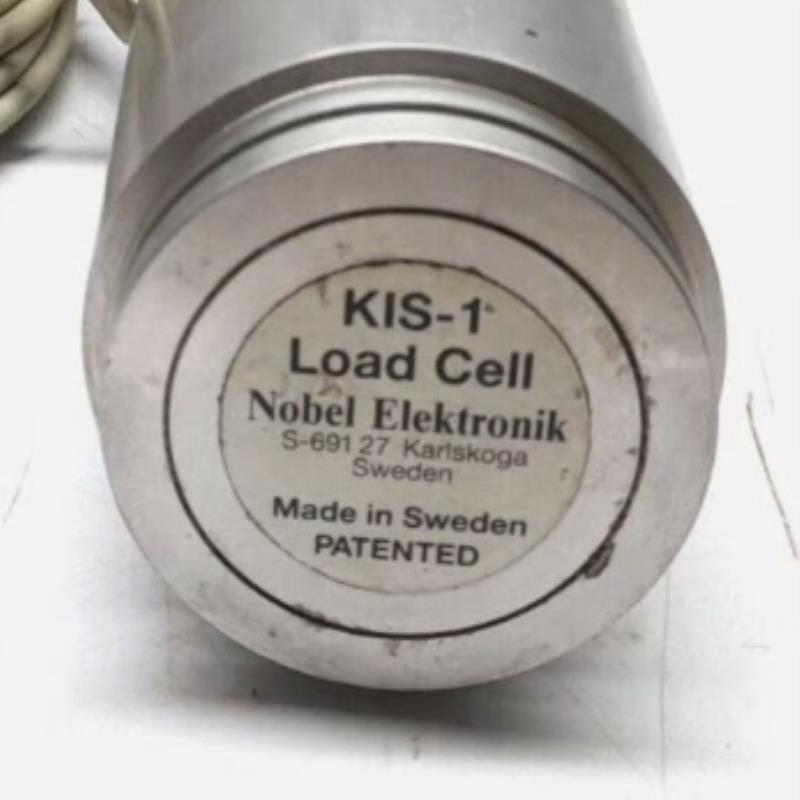 KIS-1
Load Cell
Nobel Elektronik
S-691 27 Karlskoga
Sweden
Made in Sweden
PATENTED